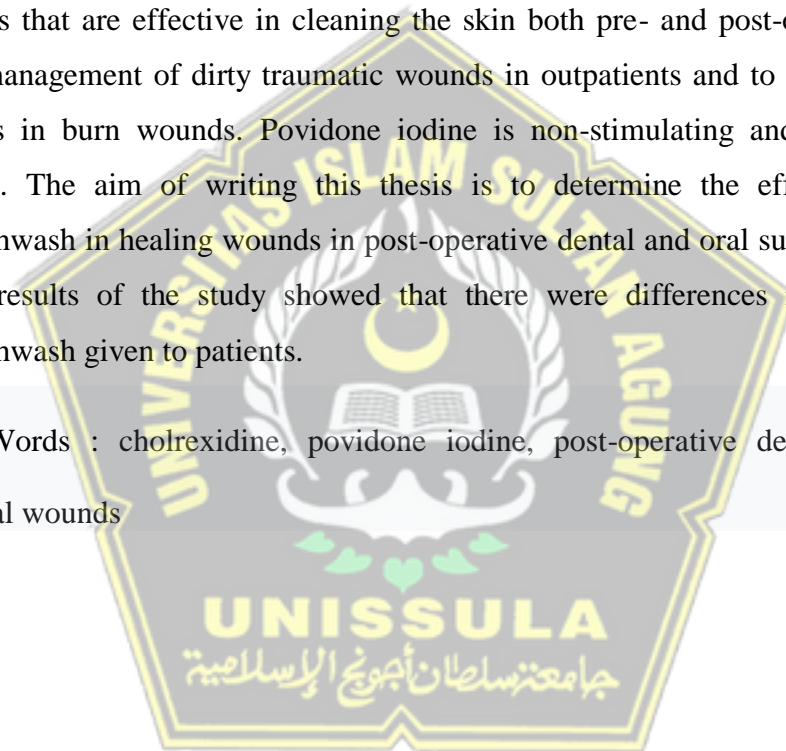 s that are effective in cleaning the skin both pre- and post-o
nanagement of dirty traumatic wounds in outpatients and to
s in burn wounds. Povidone iodine is non-stimulating and
. The aim of writing this thesis is to determine the eff
nwash in healing wounds in post-operative dental and oral su
results of the study showed that there were differences
nwash given to patients.
Words : cholrexidine, povidone iodine, post-operative de
al wounds
UNIVERSITAS ISLAM SULTAN AGUNG
UNISSULA
جامعتسلطان أجونج الإسلامية